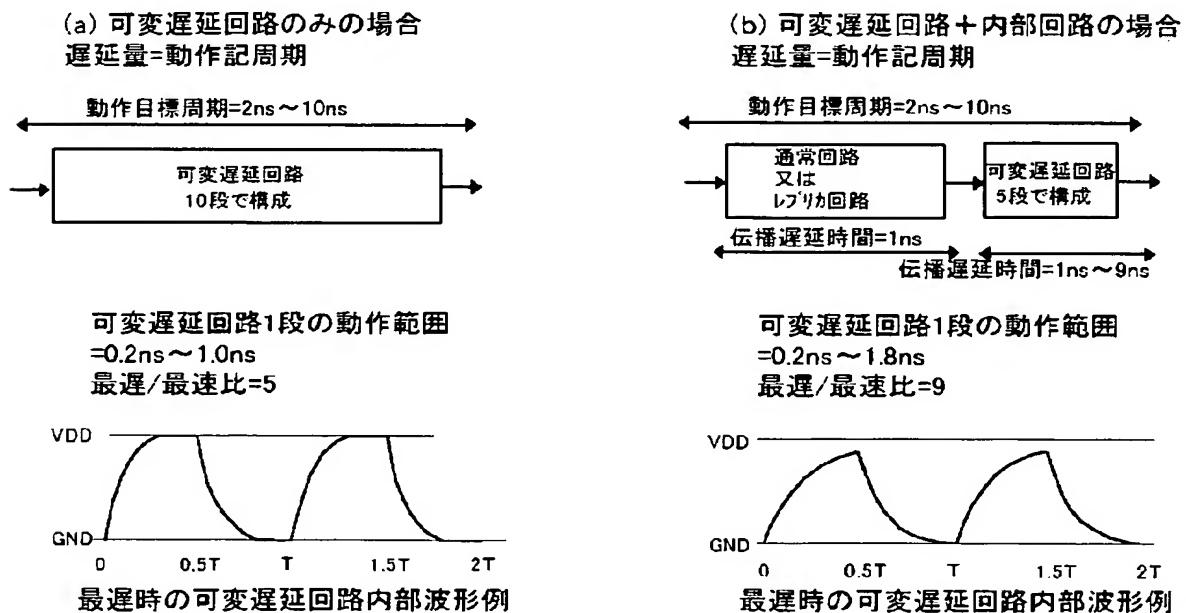 (a) 可変遅延回路のみの場合
遅延量=動作記周期
動作目標周期=2ns～10ns
可変遅延回路
10段で構成
可変遅延回路1段の動作範囲
=0.2ns～1.0ns
最遅/最速比=5
VDD
GND
0 0.5T T 1.5T 2T
最遅時の可変遅延回路内部波形例
(b) 可変遅延回路＋内部回路の場合
遅延量=動作記周期
動作目標周期=2ns～10ns
通常回路
又は
ﾚﾌﾟﾘｶ回路
可変遅延回路
5段で構成
伝播遅延時間=1ns
伝播遅延時間=1ns～9ns
可変遅延回路1段の動作範囲
=0.2ns～1.8ns
最遅/最速比=9
VDD
GND
0 0.5T T 1.5T 2T
最遅時の可変遅延回路内部波形例